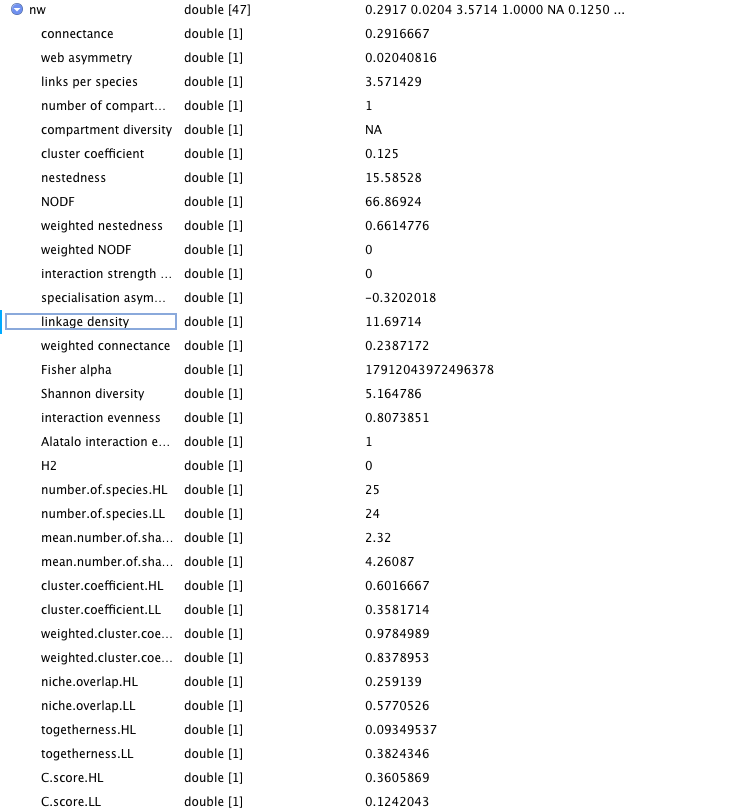 nw double [47] 0.2917 0.0204 3.5714 1.0000 NA 0.1250 ...
connectance double [1] 0.2916667
web asymmetry double [1] 0.02040816
links per species double [1] 3.571429
number of compart... double [1] 1
compartment diversity double [1] NA
cluster coefficient double [1] 0.125
nestedness double [1] 15.58528
NODF double [1] 66.86924
weighted nestedness double [1] 0.6614776
weighted NODF double [1] 0
interaction strength ... double [1] 0
specialisation asym... double [1] -0.3202018
linkage density double [1] 11.69714
weighted connectance double [1] 0.2387172
Fisher alpha double [1] 17912043972496378
Shannon diversity double [1] 5.164786
interaction evenness double [1] 0.8073851
Alatalo interaction e... double [1] 1
H2 double [1] 0
number.of.species.HL double [1] 25
number.of.species.LL double [1] 24
mean.number.of.sha... double [1] 2.32
mean.number.of.sha... double [1] 4.26087
cluster.coefficient.HL double [1] 0.6016667
cluster.coefficient.LL double [1] 0.3581714
weighted.cluster.coe... double [1] 0.9784989
weighted.cluster.coe... double [1] 0.8378953
niche.overlap.HL double [1] 0.259139
niche.overlap.LL double [1] 0.5770526
togetherness.HL double [1] 0.09349537
togetherness.LL double [1] 0.3824346
C.score.HL double [1] 0.3605869
C.score.LL double [1] 0.1242043